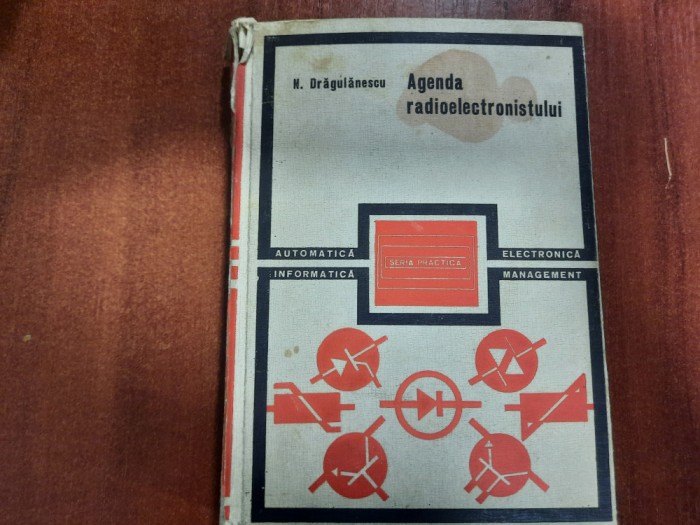 N. Drăgulănescu
Agenda
radioelectronistului
AUTOMATICĂ
ELECTRONICĂ
SERIA PRACTICĂ
INFORMATICĂ
MANAGEMENT